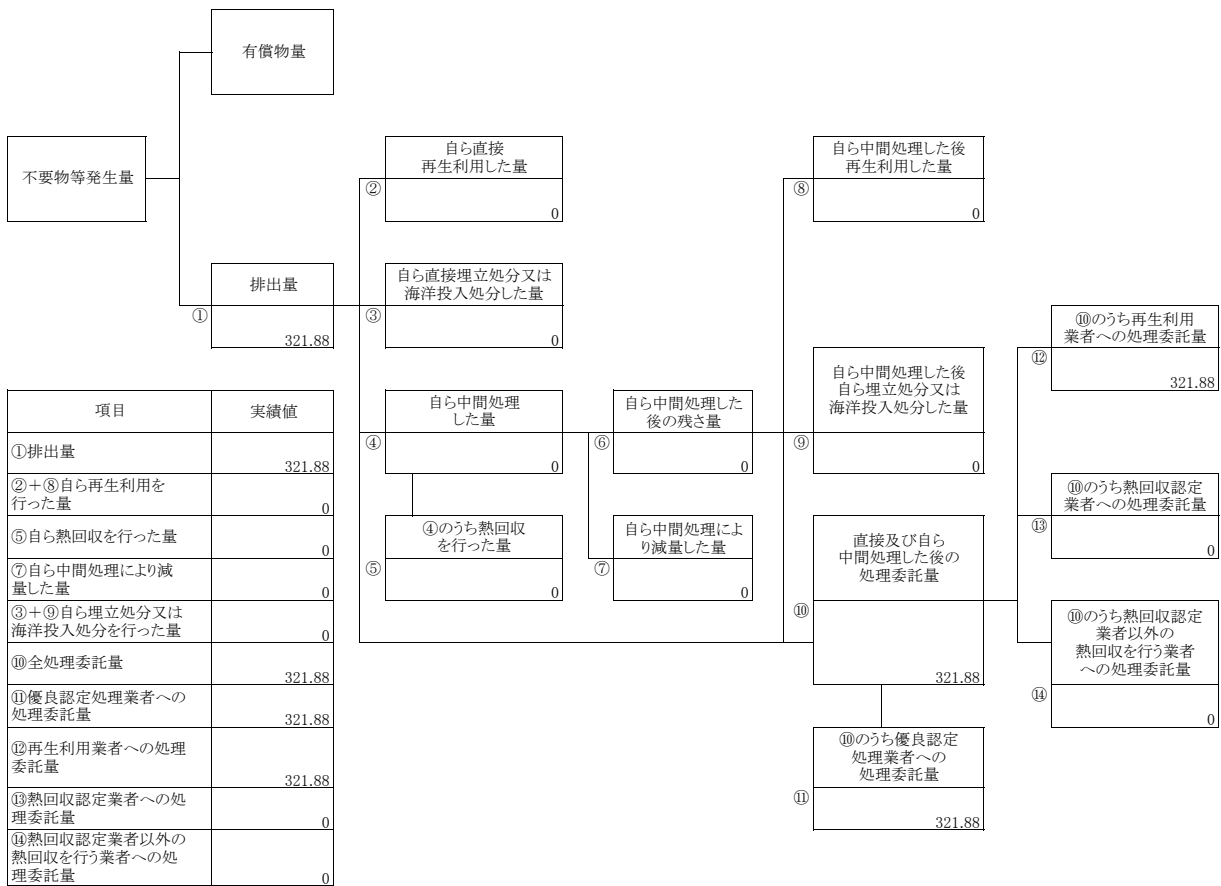 有償物量
不要物等発生量
排出量
①
321.88
自ら直接
再生利用した量
②
0
自ら直接埋立処分又は
海洋投入処分した量
③
0
自ら中間処理
した量
④
0
④のうち熱回収
を行った量
⑤
0
自ら中間処理した
後の残さ量
⑥
0
自ら中間処理によ
り減量した量
⑦
0
自ら中間処理した後
再生利用した量
⑧
0
自ら中間処理した後
自ら埋立処分又は
海洋投入処分した量
⑨
0
直接及び自ら
中間処理した後の
処理委託量
⑩
321.88
⑩のうち優良認定
処理業者への
処理委託量
⑪
321.88
⑩のうち再生利用
業者への処理委託量
⑫
321.88
⑩のうち熱回収認定
業者への処理委託量
⑬
0
⑩のうち熱回収認定
業者以外の
熱回収を行う業者
への処理委託量
⑭
0
項目 実績値
①排出量
321.88
②＋⑧自ら再生利用を
行った量
0
⑤自ら熱回収を行った量
0
⑦自ら中間処理により減
量した量
0
③＋⑨自ら埋立処分又は
海洋投入処分を行った量
0
⑩全処理委託量
321.88
⑪優良認定処理業者への
処理委託量
321.88
⑫再生利用業者への処理
委託量
321.88
⑬熱回収認定業者への処
理委託量
0
⑭熱回収認定業者以外の
熱回収を行う業者への処
理委託量
0